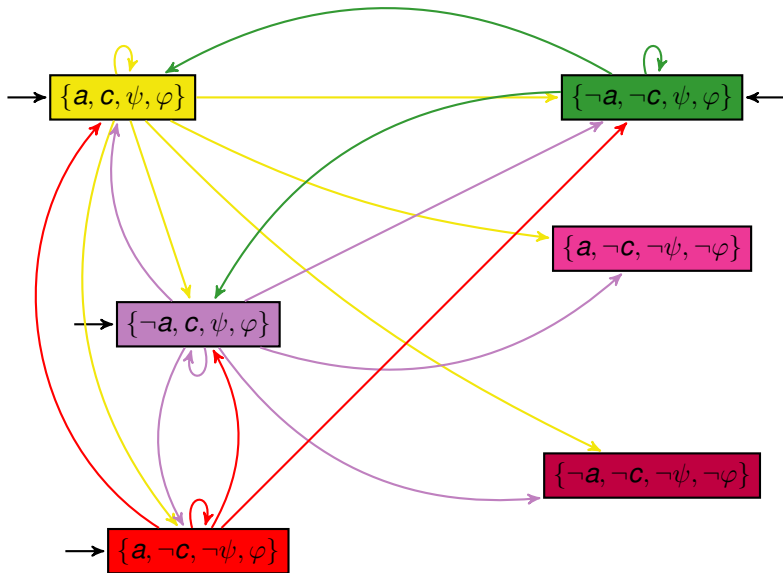 {a, c, ψ, φ}
{¬a, ¬c, ψ, φ}
{a, ¬c, ¬ψ, ¬φ}
{¬a, c, ψ, φ}
{¬a, ¬c, ¬ψ, ¬φ}
{a, ¬c, ¬ψ, φ}